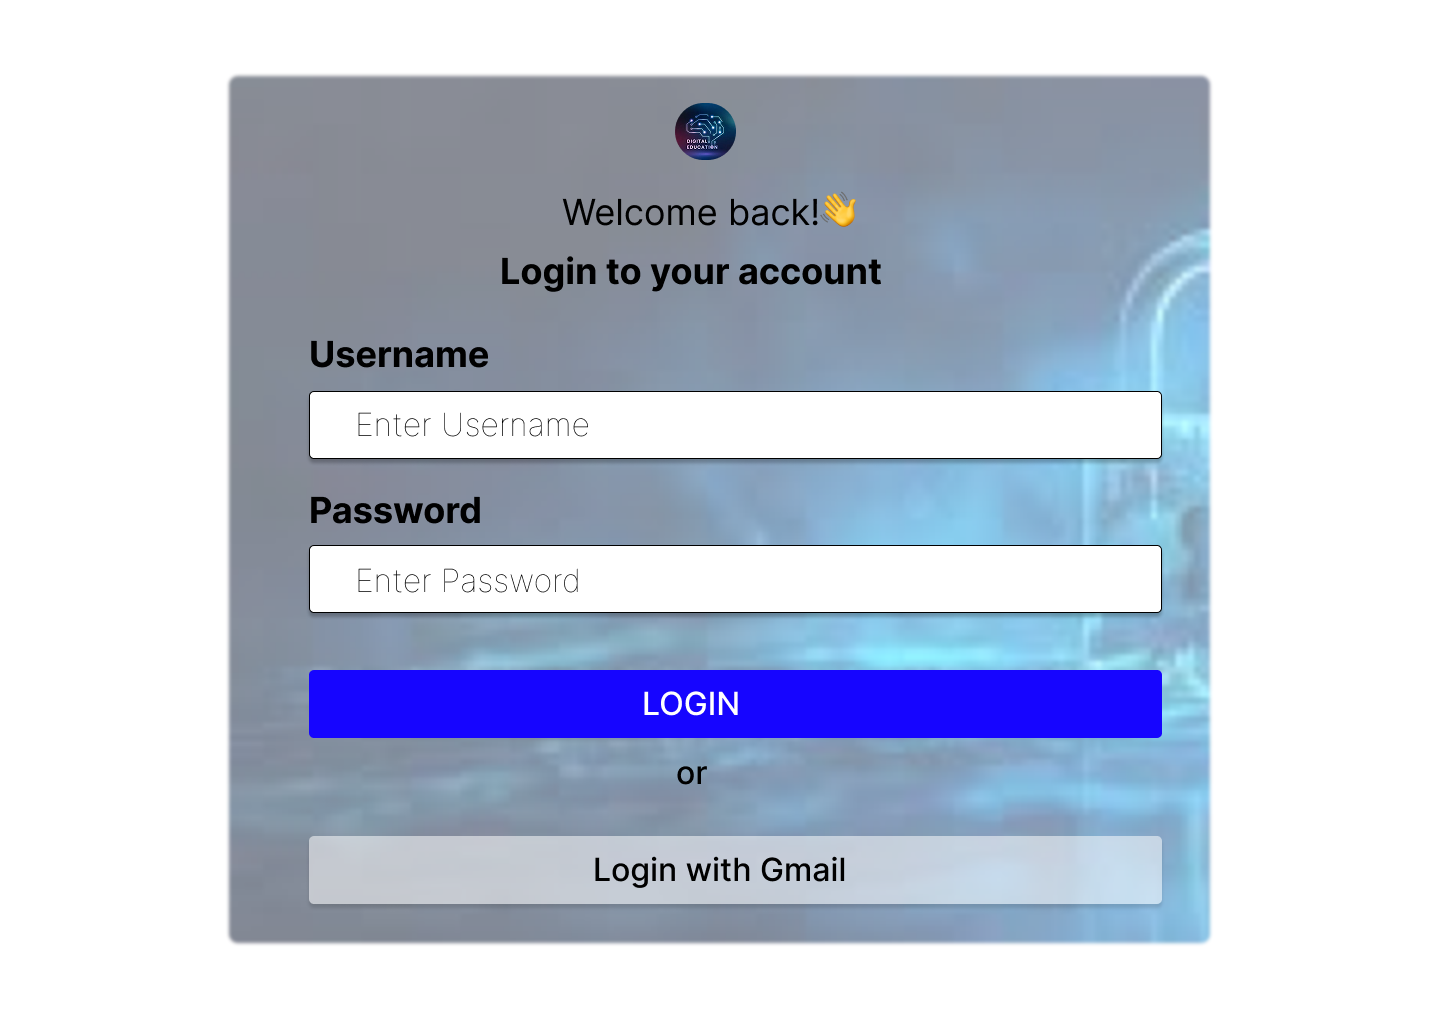 DIGITAL
EDUCATION
Welcome back!👋
Login to your account
Username
Enter Username
Password
Enter Password
LOGIN
or
Login with Gmail